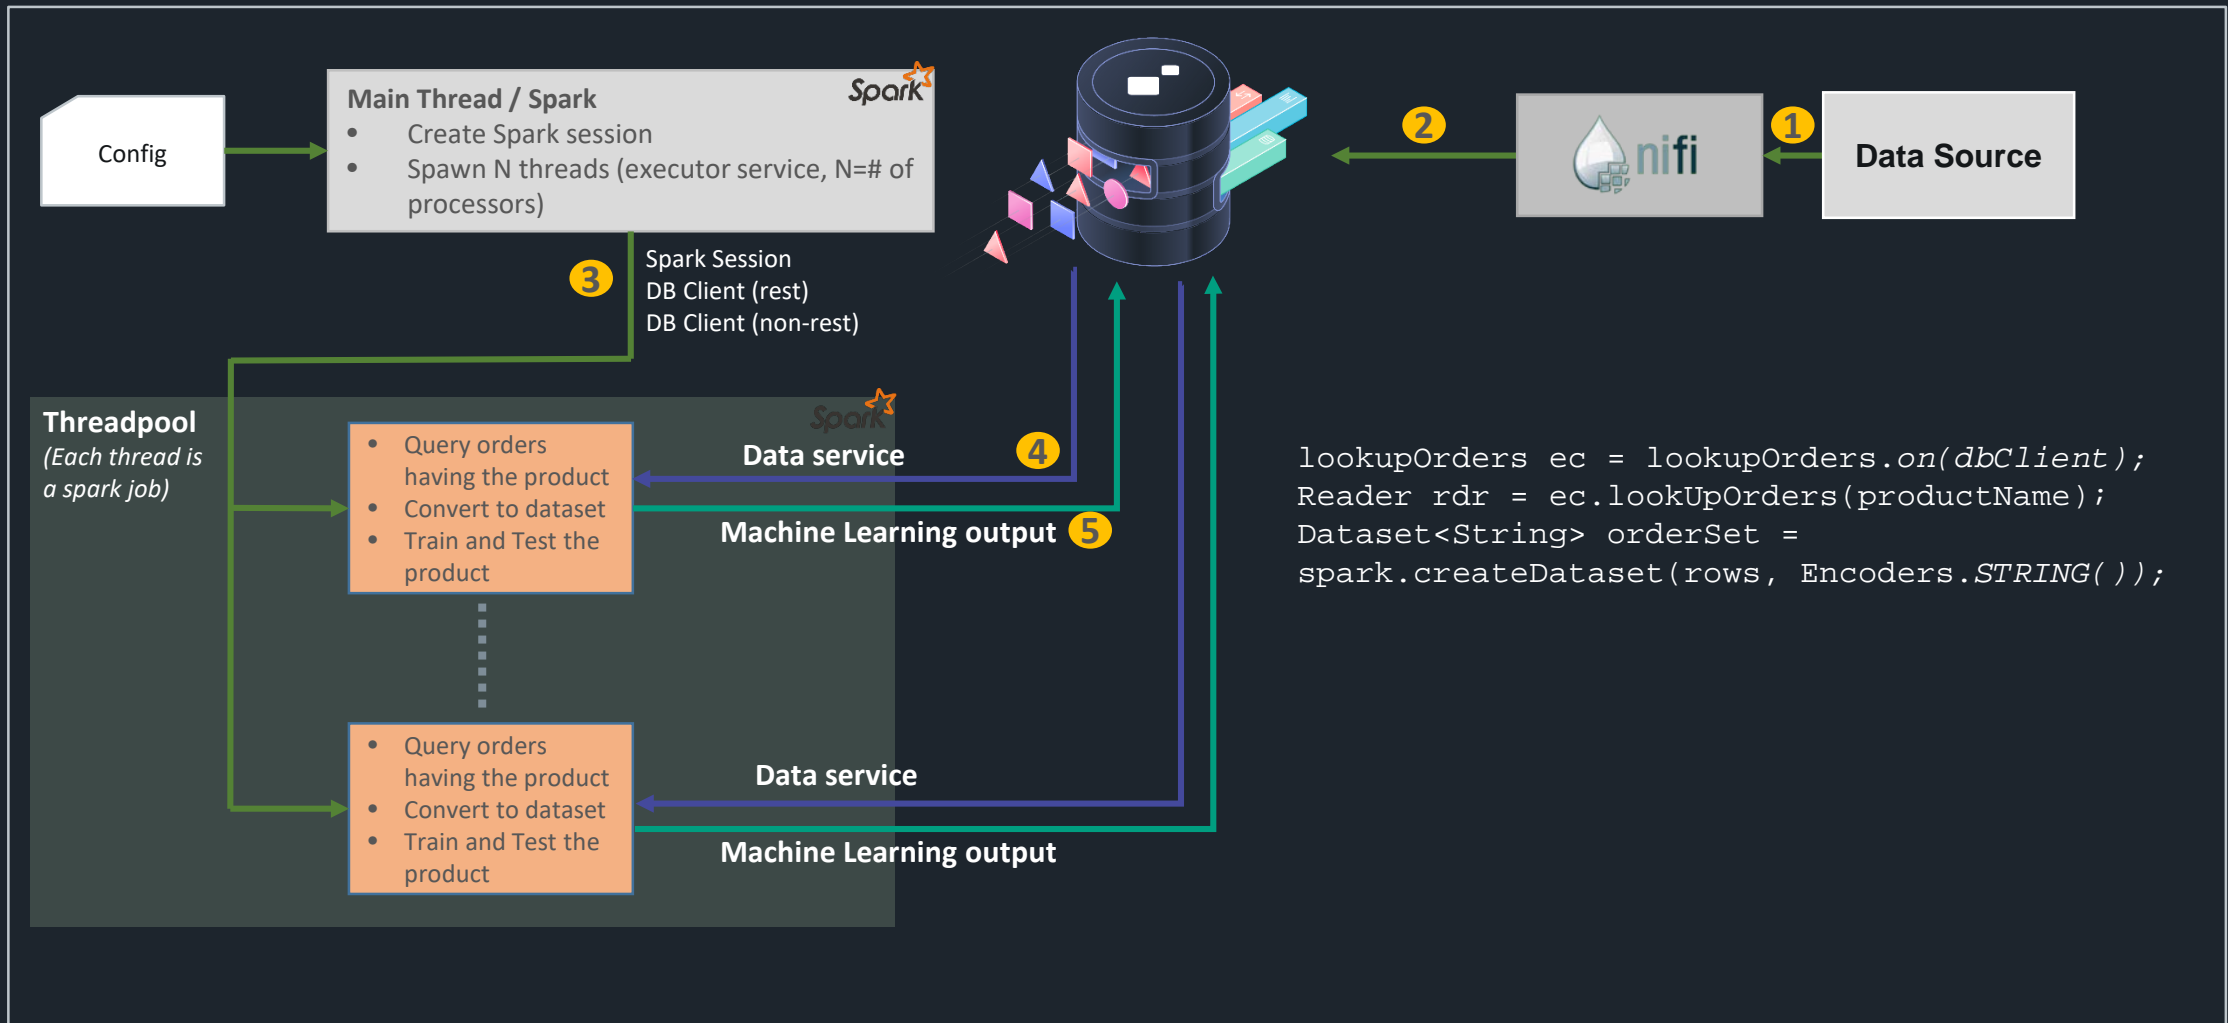 Config
Main Thread / Spark
• Create Spark session
• Spawn N threads (executor service, N=# of
processors)
Spark
2
nifi
1
Data Source
3
Spark Session
DB Client (rest)
DB Client (non-rest)
Threadpool
(Each thread is
a spark job)
Spark
• Query orders
having the product
• Convert to dataset
• Train and Test the
product
Data service
4
Machine Learning output
5
lookupOrders ec = lookupOrders.on(dbClient);
Reader rdr = ec.lookUpOrders(productName);
Dataset<String> orderSet =
spark.createDataset(rows, Encoders.STRING());
• Query orders
having the product
• Convert to dataset
• Train and Test the
product
Data service
Machine Learning output